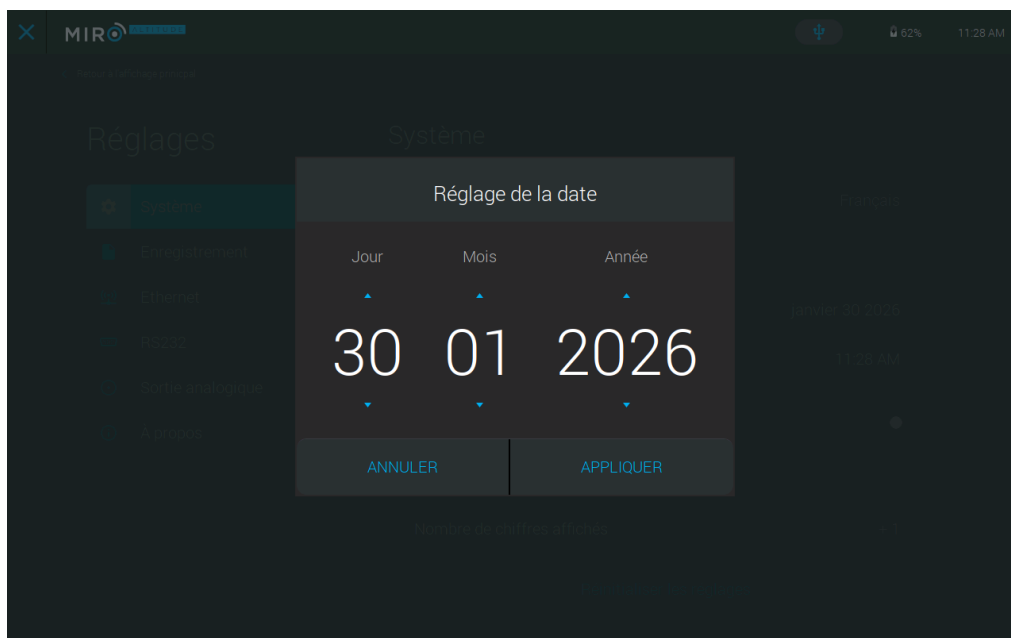 MIRO
62%
11:28 AM
Réglages
Système
Réglage de la date
Système
Français
Enregistrement
Jour Mois Année
Ethernet
janvier 30 2026
30 01 2026
RS232
11:28 AM
Sortie analogique
À propos
ANNULER APPLIQUER
Nombre de chiffres affichés